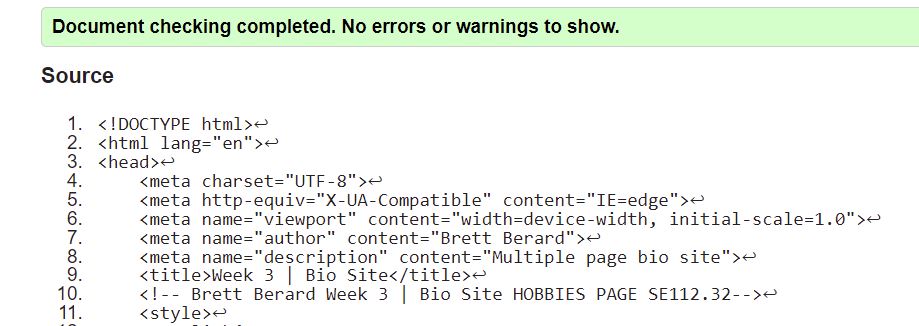 Document checking completed. No errors or warnings to show.
Source
1. <!DOCTYPE html>↩
2. <html lang="en">↩
3. <head>↩
4. <meta charset="UTF-8">↩
5. <meta http-equiv="X-UA-Compatible" content="IE=edge">↩
6. <meta name="viewport" content="width=device-width, initial-scale=1.0">↩
7. <meta name="author" content="Brett Berard">↩
8. <meta name="description" content="Multiple page bio site">↩
9. <title>Week 3 | Bio Site</title>↩
10. <!-- Brett Berard Week 3 | Bio Site HOBBIES PAGE SE112.32-->↩
11. <style>↩